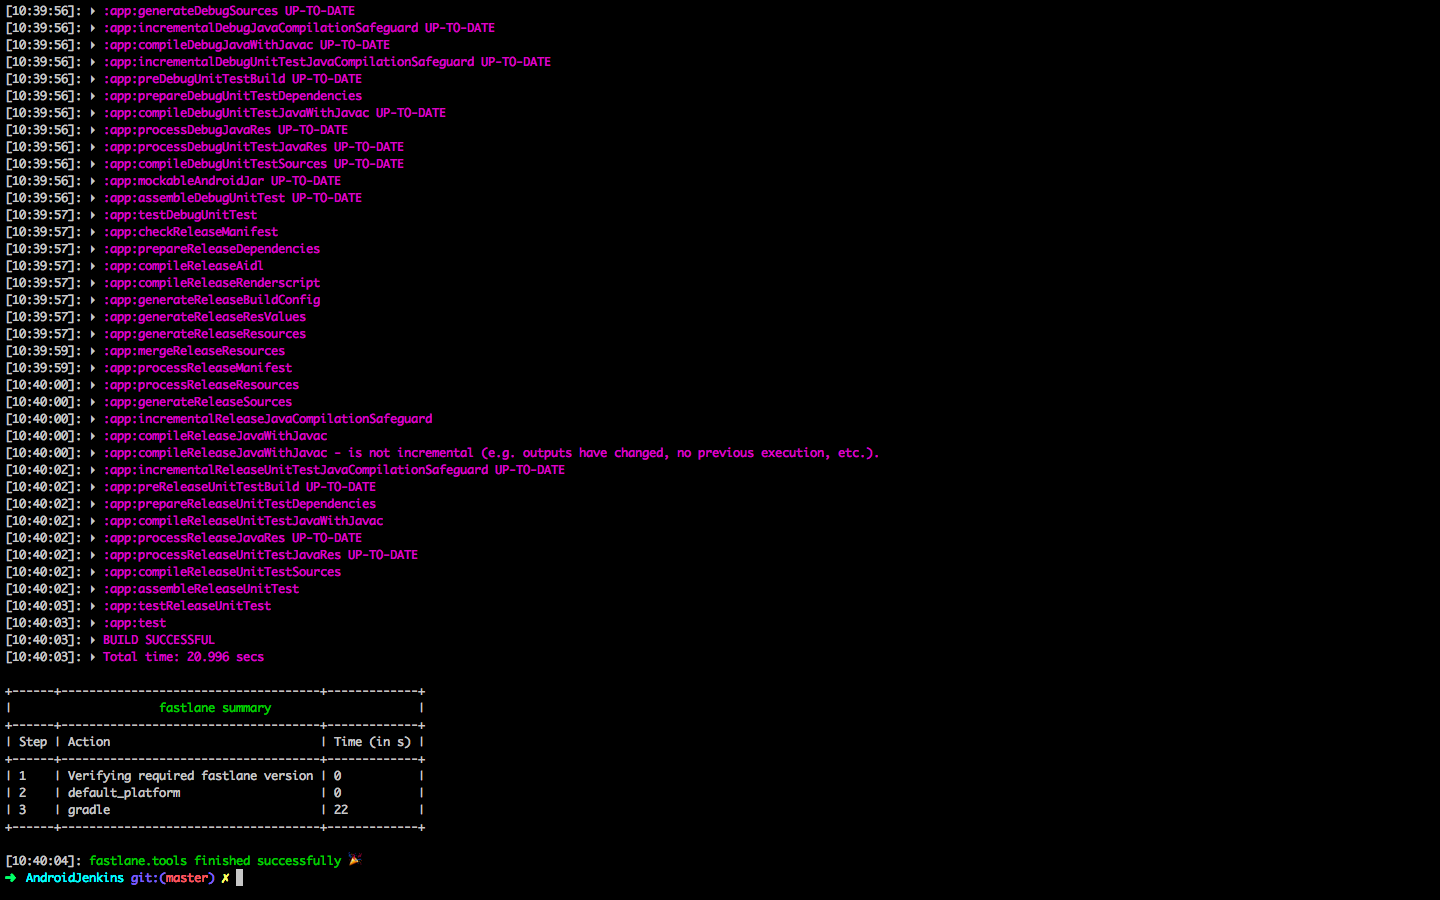 [10:39:56]: ▸ :app:generateDebugSources UP-TO-DATE
[10:39:56]: ▸ :app:incrementalDebugJavaCompilationSafeguard UP-TO-DATE
[10:39:56]: ▸ :app:compileDebugJavaWithJavac UP-TO-DATE
[10:39:56]: ▸ :app:incrementalDebugUnitTestJavaCompilationSafeguard UP-TO-DATE
[10:39:56]: ▸ :app:preDebugUnitTestBuild UP-TO-DATE
[10:39:56]: ▸ :app:prepareDebugUnitTestDependencies
[10:39:56]: ▸ :app:compileDebugUnitTestJavaWithJavac UP-TO-DATE
[10:39:56]: ▸ :app:processDebugJavaRes UP-TO-DATE
[10:39:56]: ▸ :app:processDebugUnitTestJavaRes UP-TO-DATE
[10:39:56]: ▸ :app:compileDebugUnitTestSources UP-TO-DATE
[10:39:56]: ▸ :app:mockableAndroidJar UP-TO-DATE
[10:39:56]: ▸ :app:assembleDebugUnitTest UP-TO-DATE
[10:39:57]: ▸ :app:testDebugUnitTest
[10:39:57]: ▸ :app:checkReleaseManifest
[10:39:57]: ▸ :app:prepareReleaseDependencies
[10:39:57]: ▸ :app:compileReleaseAidl
[10:39:57]: ▸ :app:compileReleaseRenderscript
[10:39:57]: ▸ :app:generateReleaseBuildConfig
[10:39:57]: ▸ :app:generateReleaseResValues
[10:39:57]: ▸ :app:generateReleaseResources
[10:39:59]: ▸ :app:mergeReleaseResources
[10:39:59]: ▸ :app:processReleaseManifest
[10:40:00]: ▸ :app:processReleaseResources
[10:40:00]: ▸ :app:generateReleaseSources
[10:40:00]: ▸ :app:incrementalReleaseJavaCompilationSafeguard
[10:40:00]: ▸ :app:compileReleaseJavaWithJavac
[10:40:00]: ▸ :app:compileReleaseJavaWithJavac - is not incremental (e.g. outputs have changed, no previous execution, etc.).
[10:40:02]: ▸ :app:incrementalReleaseUnitTestJavaCompilationSafeguard UP-TO-DATE
[10:40:02]: ▸ :app:preReleaseUnitTestBuild UP-TO-DATE
[10:40:02]: ▸ :app:prepareReleaseUnitTestDependencies
[10:40:02]: ▸ :app:compileReleaseUnitTestJavaWithJavac
[10:40:02]: ▸ :app:processReleaseJavaRes UP-TO-DATE
[10:40:02]: ▸ :app:processReleaseUnitTestJavaRes UP-TO-DATE
[10:40:02]: ▸ :app:compileReleaseUnitTestSources
[10:40:02]: ▸ :app:assembleReleaseUnitTest
[10:40:03]: ▸ :app:testReleaseUnitTest
[10:40:03]: ▸ :app:test
[10:40:03]: ▸ BUILD SUCCESSFUL
[10:40:03]: ▸ Total time: 20.996 secs
+------+-------------------------------------+-------------+
| fastlane summary |
+------+-------------------------------------+-------------+
| Step | Action | Time (in s) |
+------+-------------------------------------+-------------+
| 1 | Verifying required fastlane version | 0 |
| 2 | default_platform | 0 |
| 3 | gradle | 22 |
+------+-------------------------------------+-------------+
[10:40:04]: fastlane.tools finished successfully 🎉
➜ AndroidJenkins git:(master) ✗